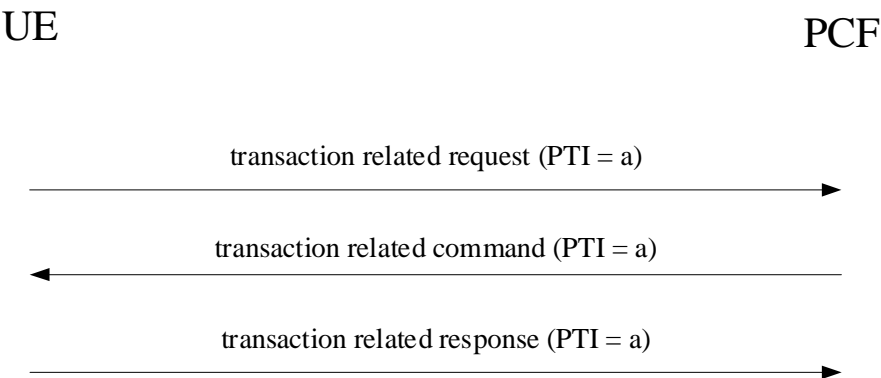 UE
PCF
transaction related request (PTI = a)
transaction related command (PTI = a)
transaction related response (PTI = a)